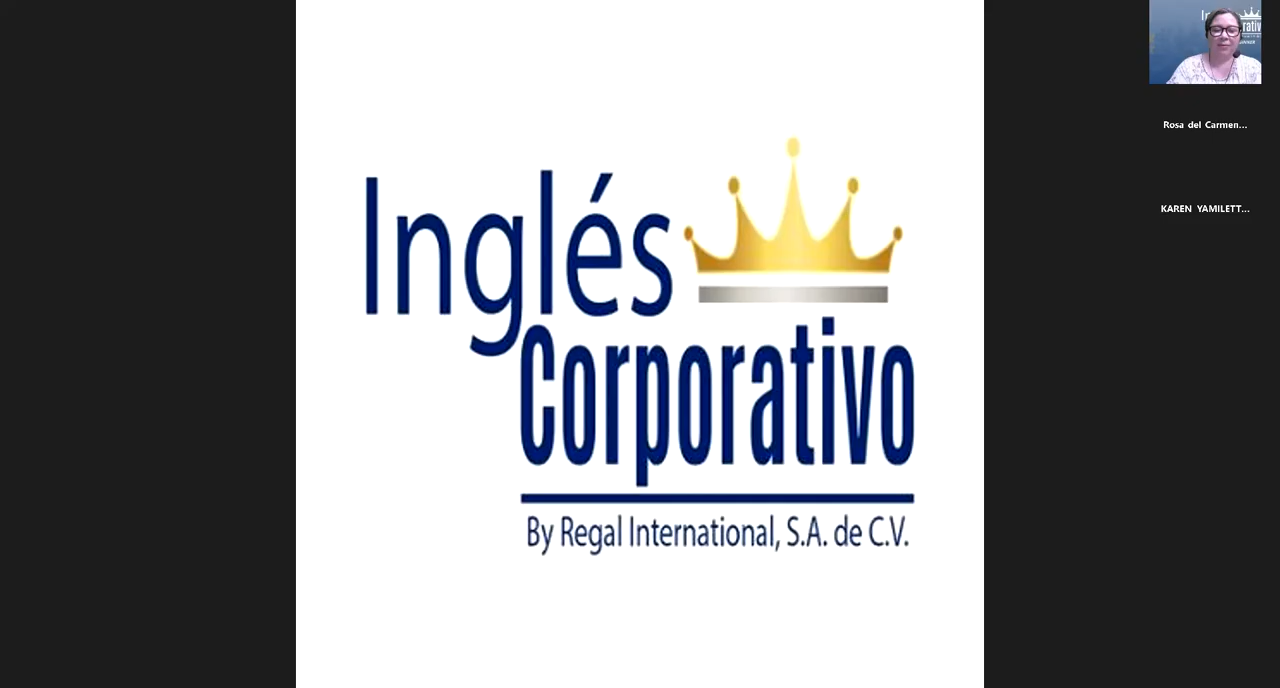 Inglés
Corporativo
By Regal International, S.A. de C.V.
Rosa del Carmen...
KAREN YAMILETT...